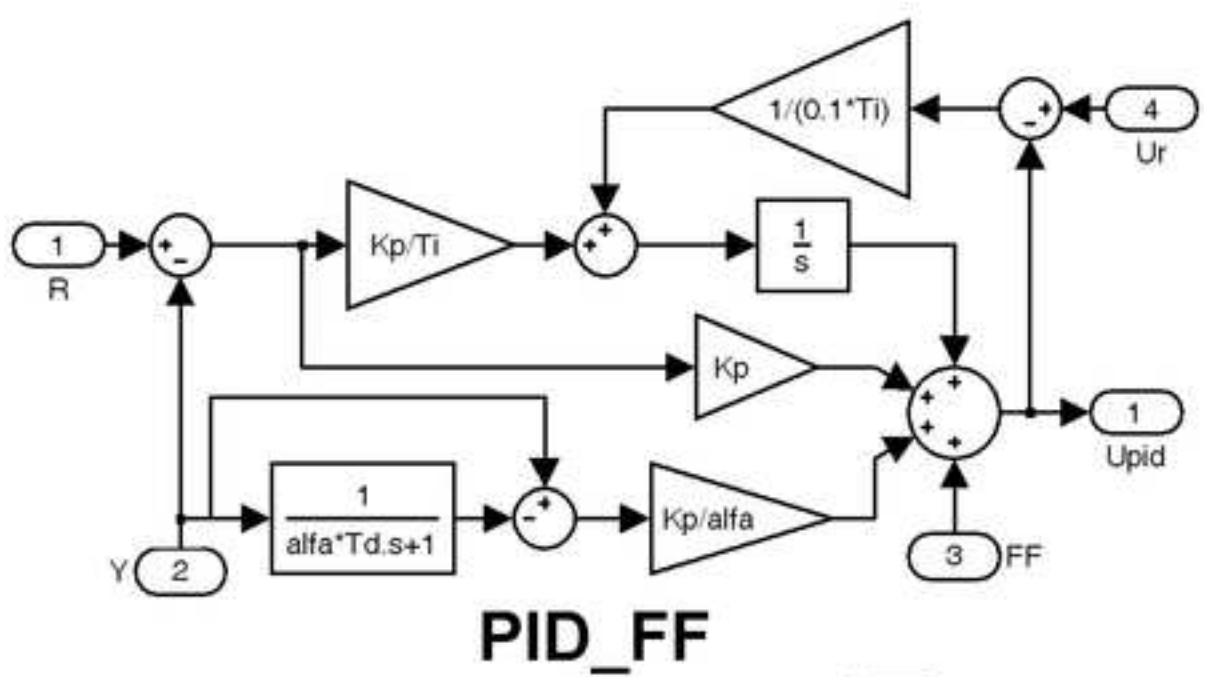 1/(0.1*Ti)
+
-
4
Ur
+
+
1
R
+
-
Kp/Ti
1
s
Kp
+
+
+
+
1
Upid
1
alfa*Td.s+1
+
-
Kp/alfa
Y
2
3
FF
PID_FF